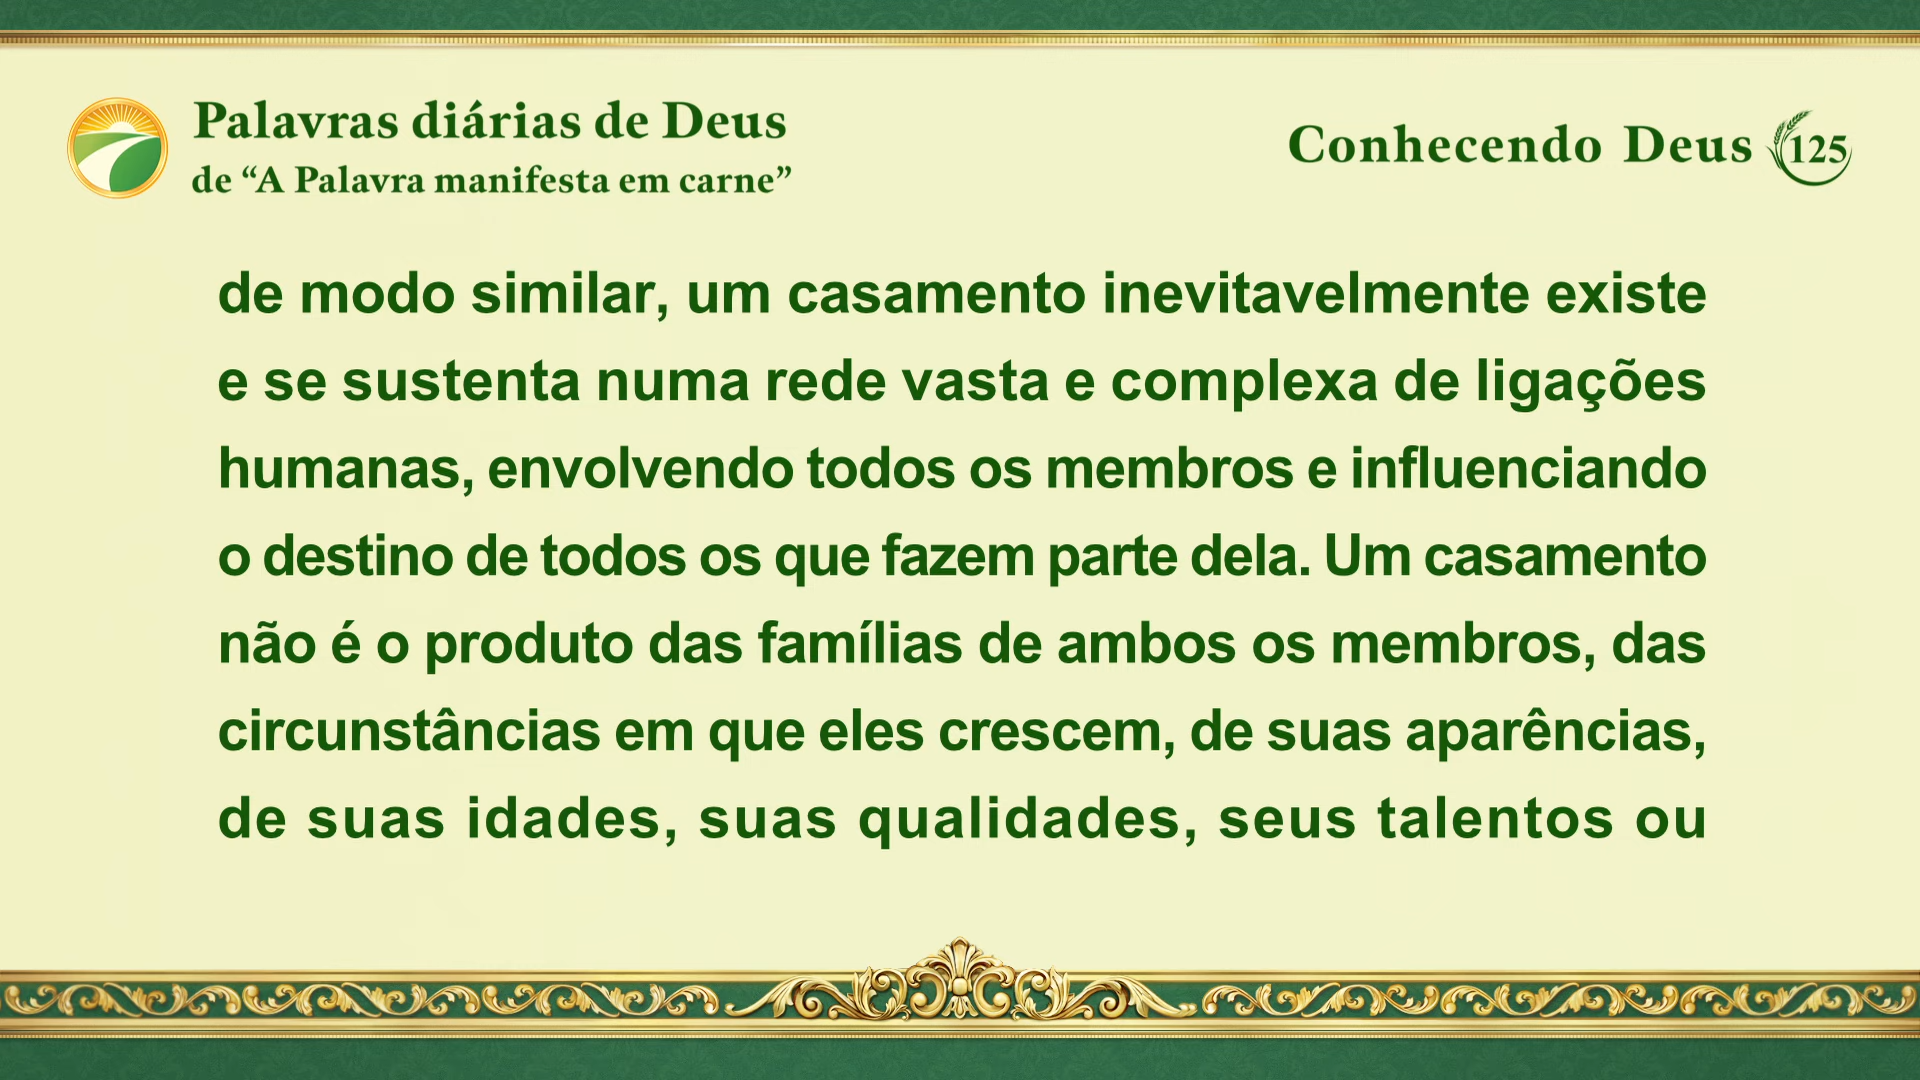 Palavras diárias de Deus
de “A Palavra manifesta em carne”
Conhecendo Deus 125
de modo similar, um casamento inevitavelmente existe
e se sustenta numa rede vasta e complexa de ligações
humanas, envolvendo todos os membros e influenciando
o destino de todos os que fazem parte dela. Um casamento
não é o produto das famílias de ambos os membros, das
circunstâncias em que eles crescem, de suas aparências,
de suas idades, suas qualidades, seus talentos ou